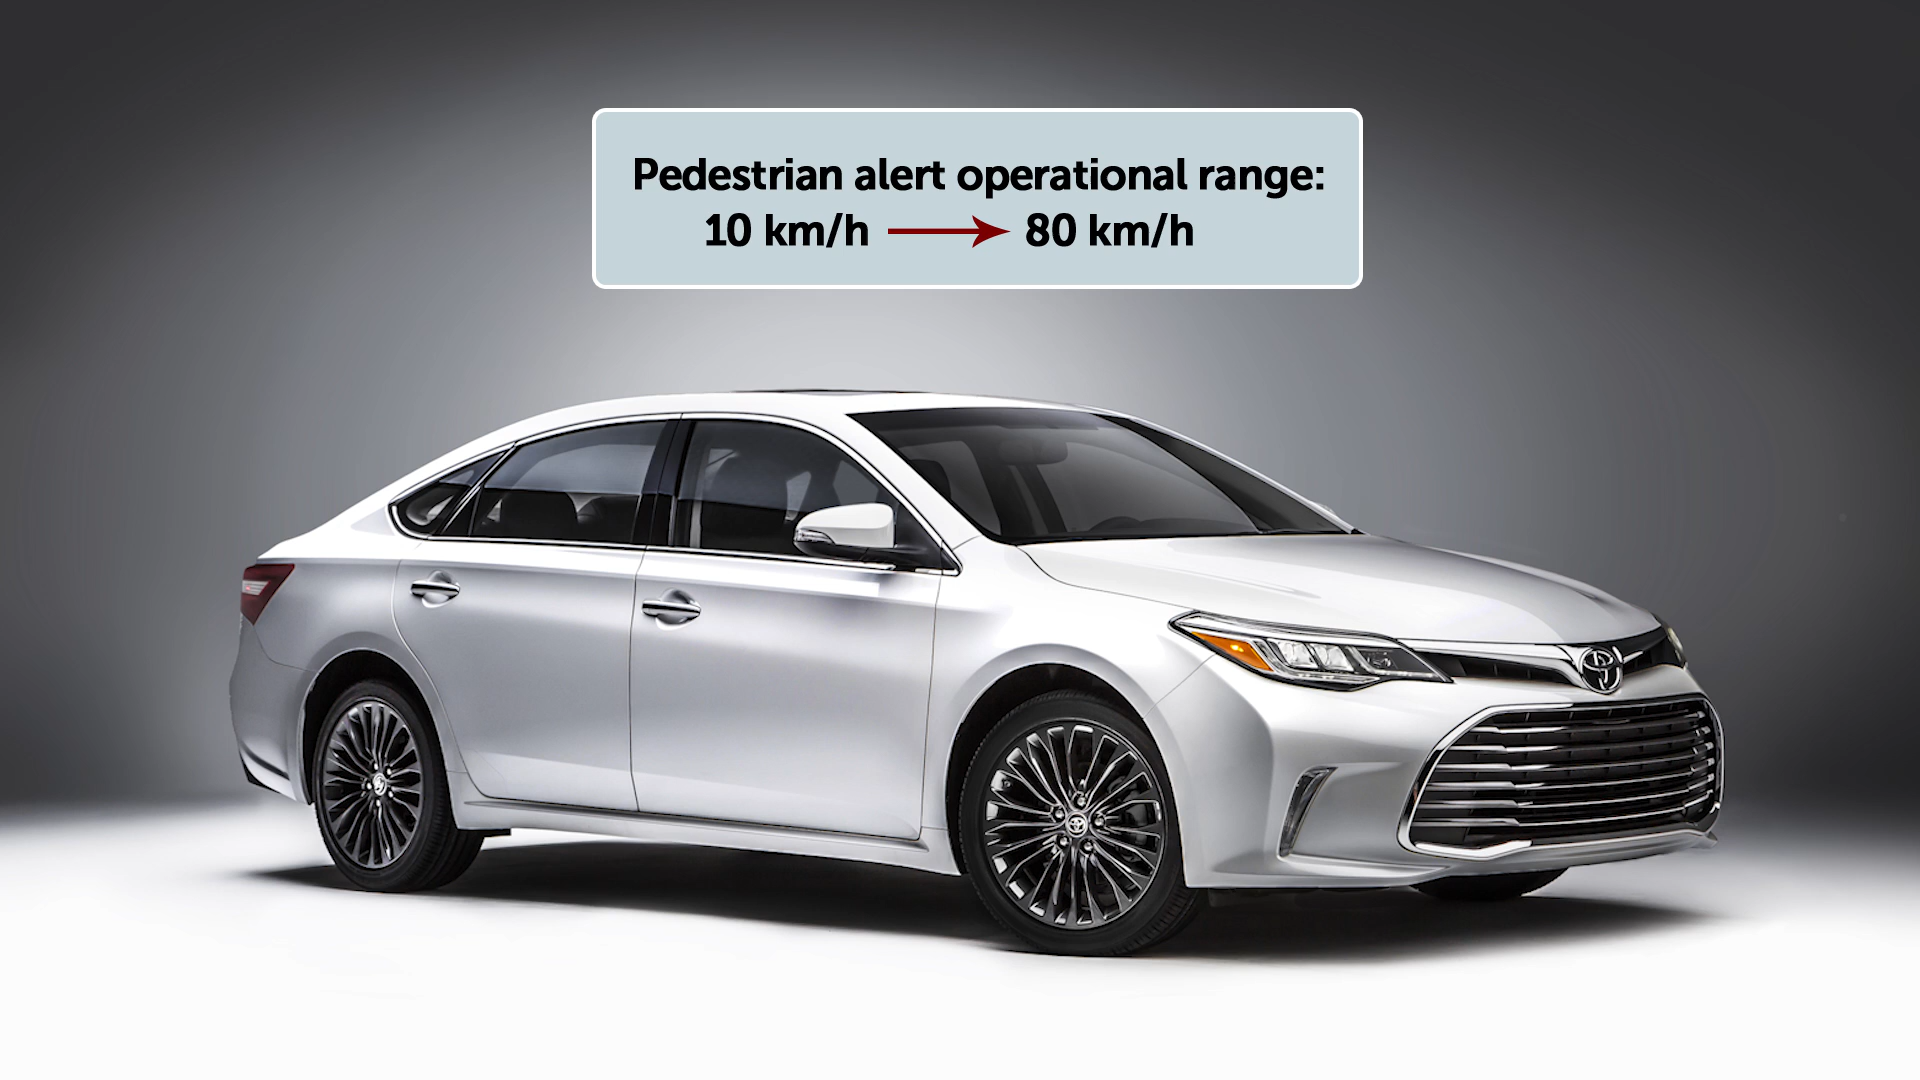 Pedestrian alert operational range:
10 km/h → 80 km/h